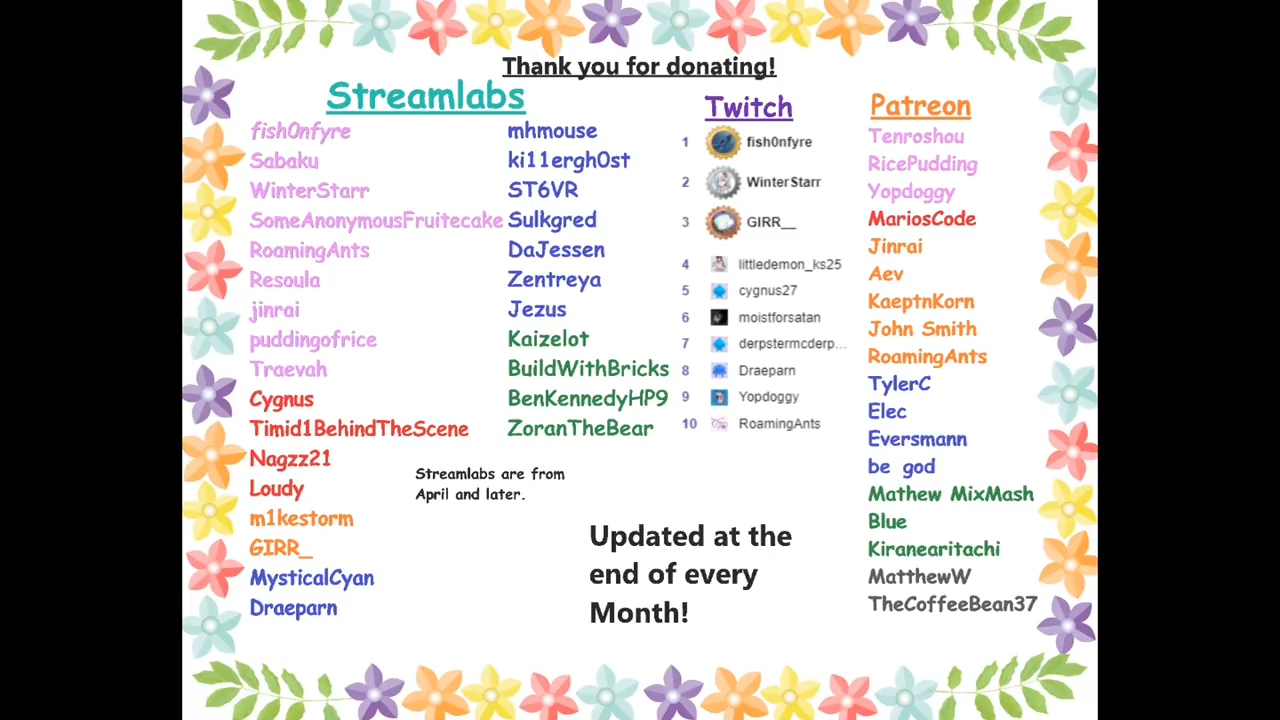 Thank you for donating!
Streamlabs
fish0nfyre
Sabaku
WinterStarr
SomeAnonymousFruitecake
RoamingAnts
Resoula
jinrai
puddingofrice
Traevah
Cygnus
Timid1BehindTheScene
Nagzz21
Loudy
m1kestorm
GIRR_
MysticalCyan
Draeparn
mhmouse
ki11ergh0st
ST6VR
Sulkgred
DaJessen
Zentreya
Jezus
Kaizelot
BuildWithBricks
BenKennedyHP9
ZoranTheBear
Streamlabs are from
April and later.
Twitch
1 fish0nfyre
2 WinterStarr
3 GIRR__
4 littledemon_ks25
5 cygnus27
6 moistforsatan
7 derpstermcderp...
8 Draeparn
9 Yopdoggy
10 RoamingAnts
Updated at the
end of every
Month!
Patreon
Tenroshou
RicePudding
Yopdoggy
MariosCode
Jinrai
Aev
KaeptnKorn
John Smith
RoamingAnts
TylerC
Elec
Eversmann
be god
Mathew MixMash
Blue
Kiranearitachi
MatthewW
TheCoffeeBean37